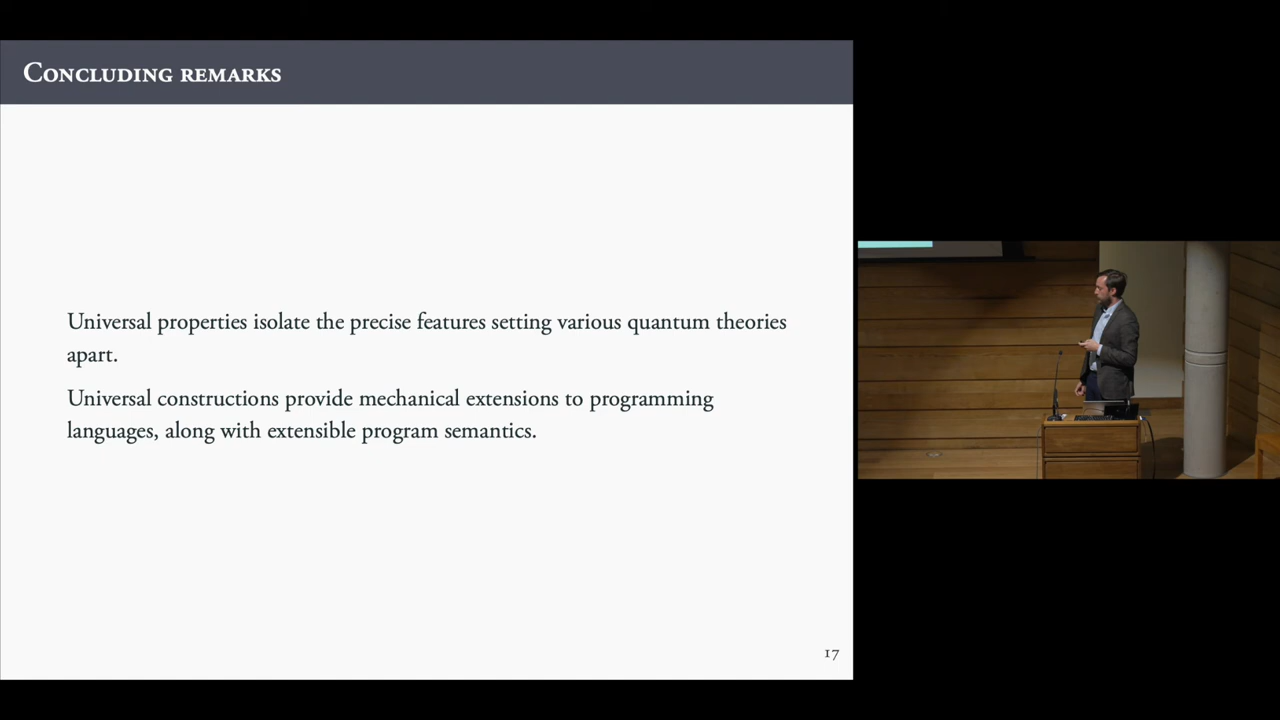 Concluding remarks
Universal properties isolate the precise features setting various quantum theories
apart.
Universal constructions provide mechanical extensions to programming
languages, along with extensible program semantics.
17